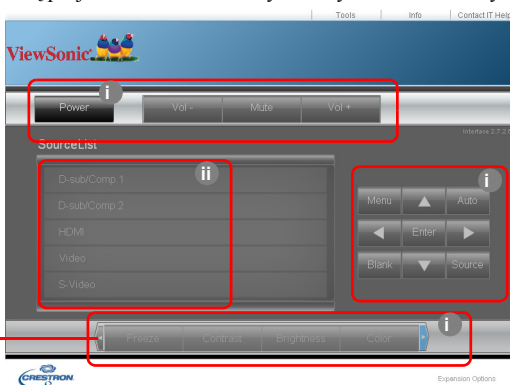 Tools Info Contact IT Help
ViewSonic
i
Power Vol - Mute Vol +
Interface 2.7.2
SourceList
ii
i
D-sub/Comp.1
D-sub/Comp.2
HDMI
Video
S-Video
Menu Auto
Enter
Blank Source
i
Freeze Contrast Brightness Color
CRESTRON
Expansion Options